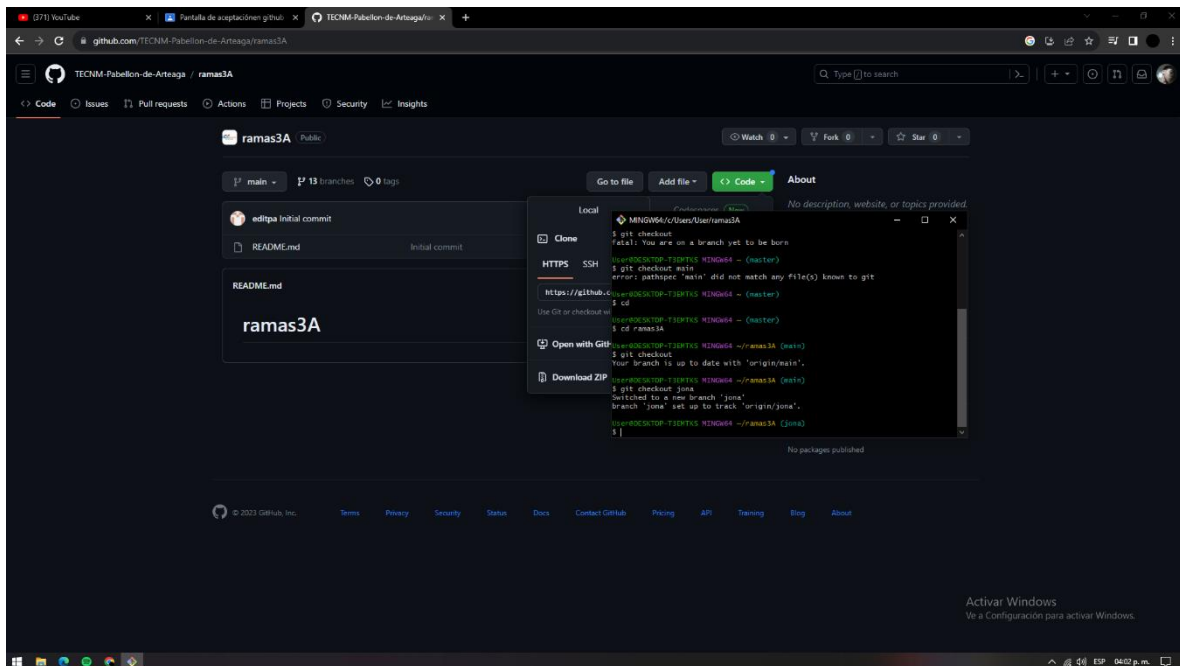 (371) YouTube
Pantalla de aceptaciónen github
TECNM-Pabellon-de-Arteaga/ra
github.com/TECNM-Pabellon-de-Arteaga/ramas3A
TECNM-Pabellon-de-Arteaga / ramas3A
Type / to search
Code Issues Pull requests Actions Projects Security Insights
ramas3A Public
Watch 0 Fork 0 Star 0
main 13 branches 0 tags
Go to file Add file Code
About
No description, website, or topics provided.
editpa Initial commit
README.md Initial commit
README.md
ramas3A
Local Codespaces New
Clone
HTTPS SSH
https://github.c
Use Git or checkout wi
Open with Gith
Download ZIP
MINGW64:/c/Users/User/ramas3A
$ git checkout
fatal: You are on a branch yet to be born
User@DESKTOP-T3EMTKS MINGW64 ~ (master)
$ git checkout main
error: pathspec 'main' did not match any file(s) known to git
User@DESKTOP-T3EMTKS MINGW64 ~ (master)
$ cd
User@DESKTOP-T3EMTKS MINGW64 ~ (master)
$ cd ramas3A
User@DESKTOP-T3EMTKS MINGW64 ~/ramas3A (main)
$ git checkout
Your branch is up to date with 'origin/main'.
User@DESKTOP-T3EMTKS MINGW64 ~/ramas3A (main)
$ git checkout jona
Switched to a new branch 'jona'
branch 'jona' set up to track 'origin/jona'.
User@DESKTOP-T3EMTKS MINGW64 ~/ramas3A (jona)
$
No packages published
© 2023 GitHub, Inc. Terms Privacy Security Status Docs Contact GitHub Pricing API Training Blog About
Activar Windows
Ve a Configuración para activar Windows.
ESP 04:02 p. m.